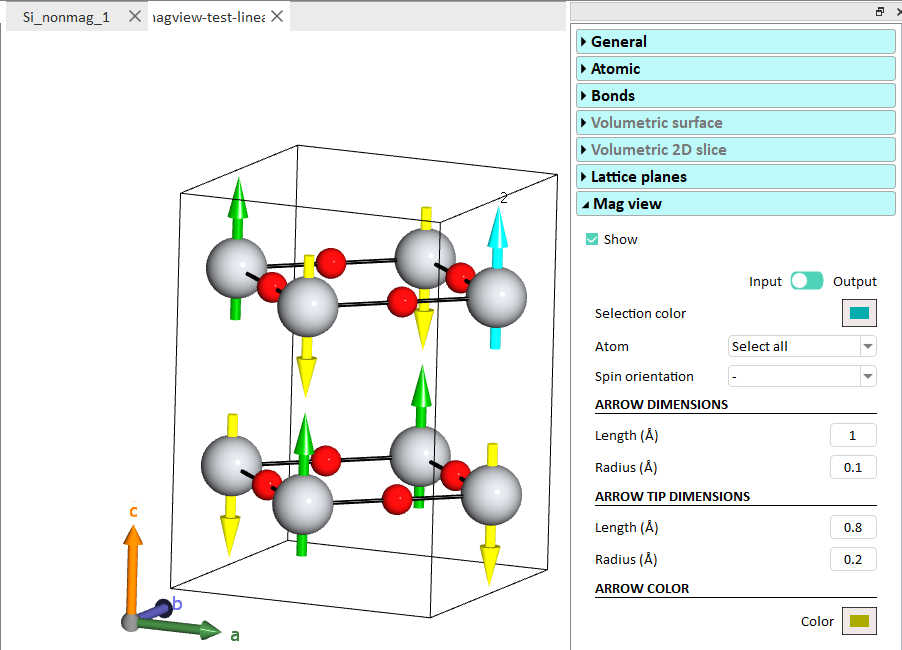 Si_nonmag_1
magview-test-linea
General
Atomic
Bonds
Volumetric surface
Volumetric 2D slice
Lattice planes
Mag view
Show
Input Output
Selection color
Atom Select all
Spin orientation -
ARROW DIMENSIONS
Length (Å) 1
Radius (Å) 0.1
ARROW TIP DIMENSIONS
Length (Å) 0.8
Radius (Å) 0.2
ARROW COLOR
Color
2
c
b
a